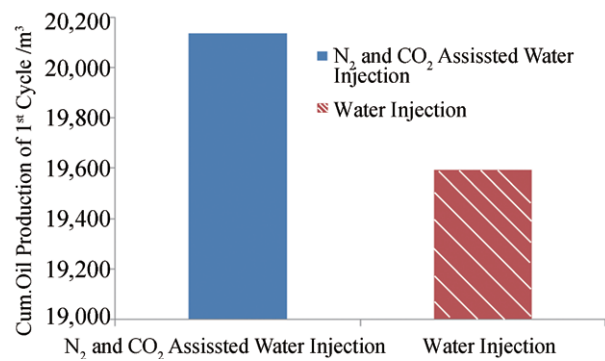 Cum.Oil Production of 1st Cycle /m³
20,200
20,000
19,800
19,600
19,400
19,200
19,000
N₂ and CO₂ Assissted Water
Injection
Water Injection
N₂ and CO₂ Assissted Water Injection
Water Injection